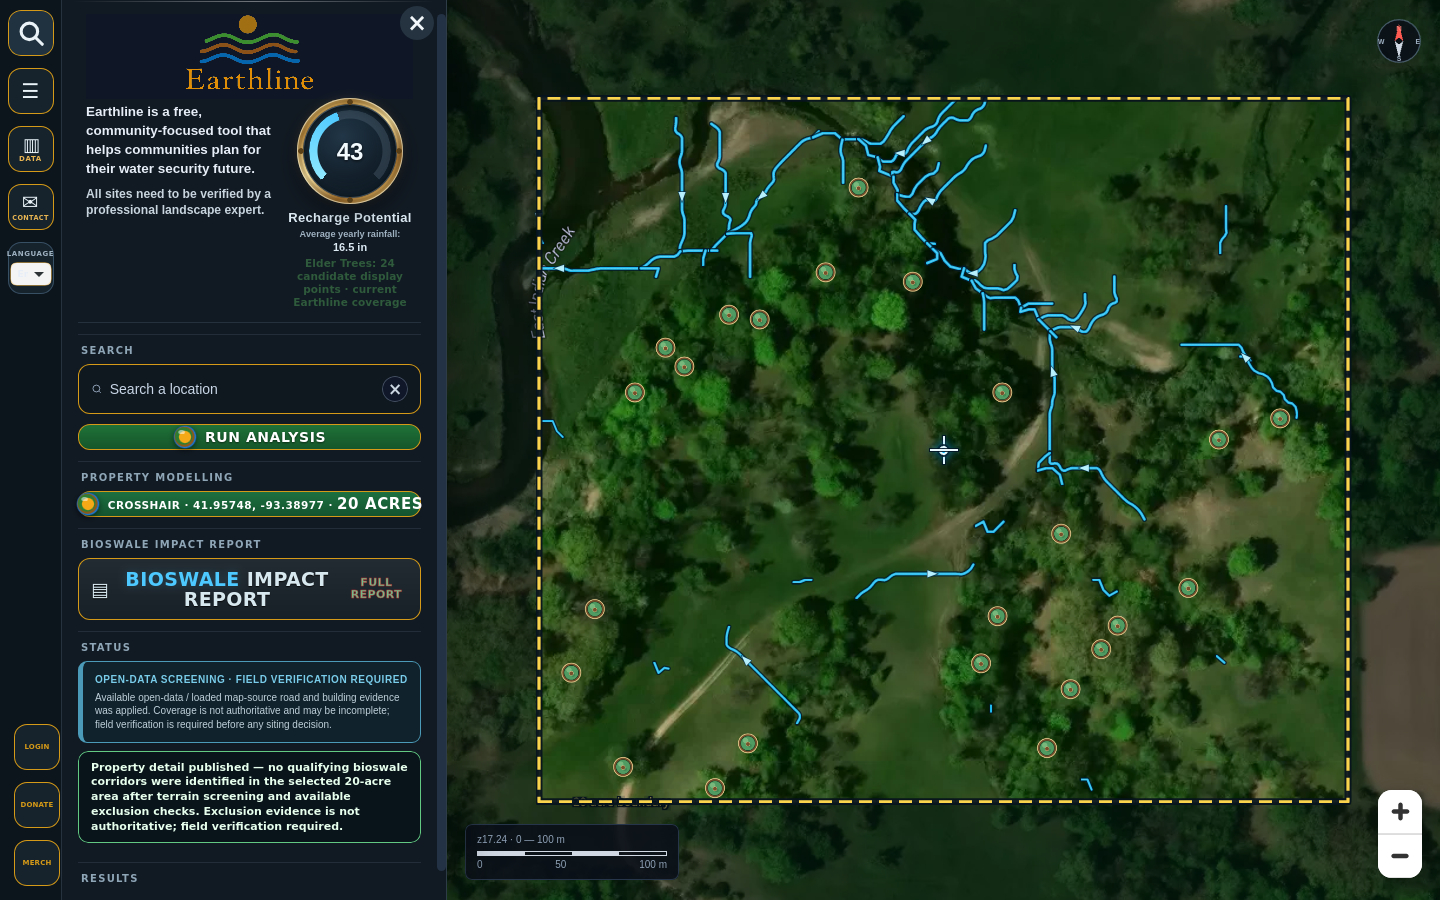 DATA
CONTACT
LANGUAGE
LOGIN
DONATE
MERCH
Earthline
Earthline is a free,
community-focused tool that
helps communities plan for
their water security future.
All sites need to be verified by a
professional landscape expert.
43
Recharge Potential
Average yearly rainfall:
16.5 in
Elder Trees: 24
candidate display
points · current
Earthline coverage
SEARCH
Search a location
RUN ANALYSIS
PROPERTY MODELLING
CROSSHAIR · 41.95748, -93.38977 · 20 ACRES
BIOSWALE IMPACT REPORT
BIOSWALE IMPACT
REPORT
FULL
REPORT
STATUS
OPEN-DATA SCREENING · FIELD VERIFICATION REQUIRED
Available open-data / loaded map-source road and building evidence
was applied. Coverage is not authoritative and may be incomplete;
field verification is required before any siting decision.
Property detail published — no qualifying bioswale
corridors were identified in the selected 20-acre
area after terrain screening and available
exclusion checks. Exclusion evidence is not
authoritative; field verification required.
RESULTS
Creek
W
E
S
z17.24 · 0 — 100 m
0 50 100 m